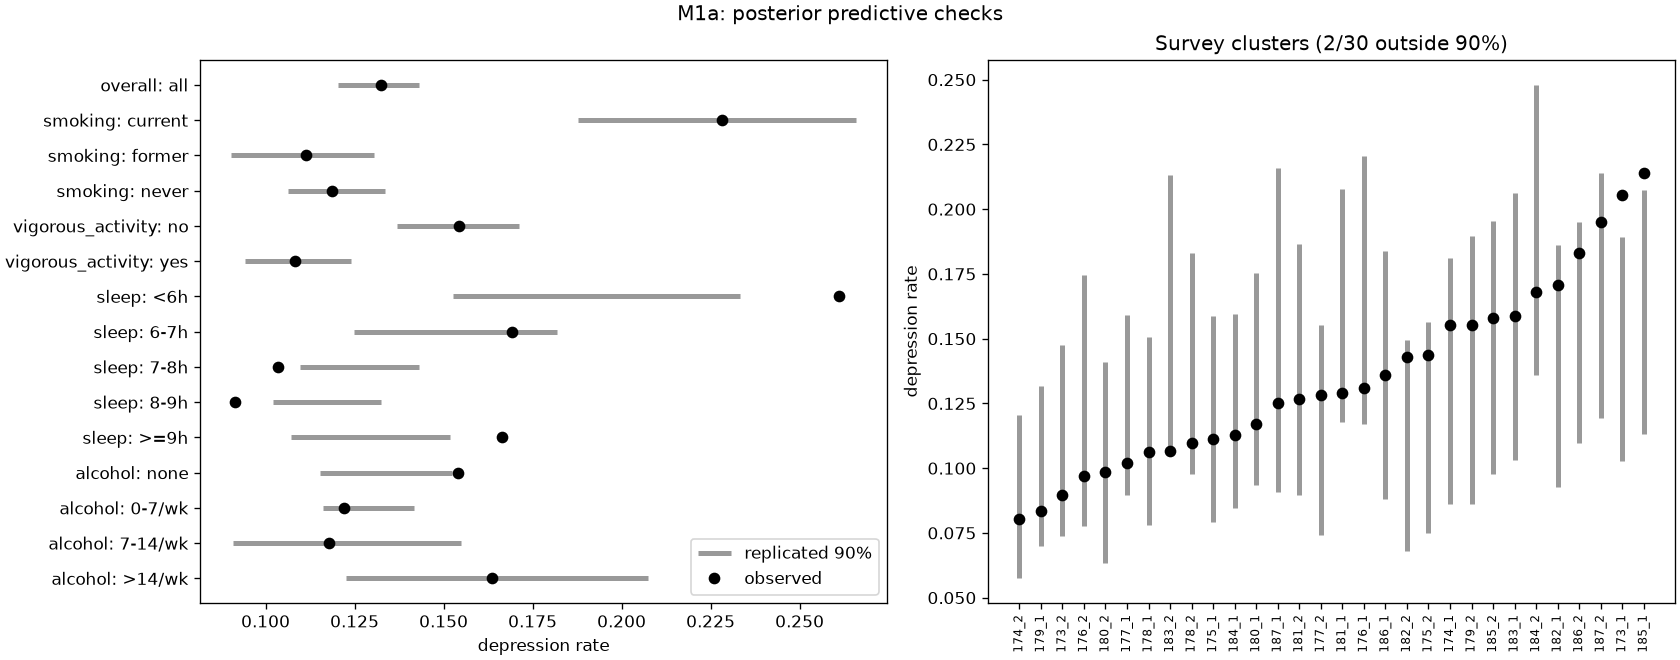 M1a: posterior predictive checks
overall: all
smoking: current
smoking: former
smoking: never
vigorous_activity: no
vigorous_activity: yes
sleep: <6h
sleep: 6-7h
sleep: 7-8h
sleep: 8-9h
sleep: >=9h
alcohol: none
alcohol: 0-7/wk
alcohol: 7-14/wk
alcohol: >14/wk
replicated 90%
observed
0.100 0.125 0.150 0.175 0.200 0.225 0.250
depression rate
Survey clusters (2/30 outside 90%)
depression rate
0.250
0.225
0.200
0.175
0.150
0.125
0.100
0.075
0.050
174_2
179_1
173_2
176_2
180_2
177_1
178_1
183_2
178_2
175_1
184_1
180_1
187_1
181_2
177_2
181_1
176_1
186_1
182_2
175_2
174_1
179_2
185_2
183_1
184_2
182_1
186_2
187_2
173_1
185_1